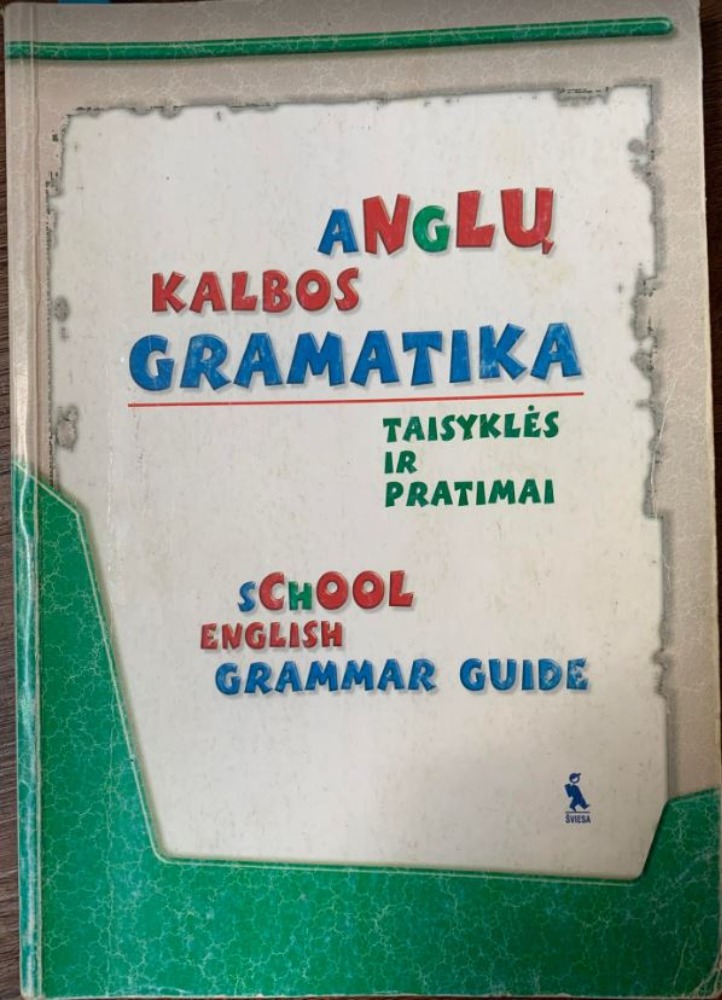 ANGLŲ
KALBOS
GRAMATIKA
TAISYKLĖS
IR
PRATIMAI
SCHOOL
ENGLISH
GRAMMAR GUIDE
ŠVIESA